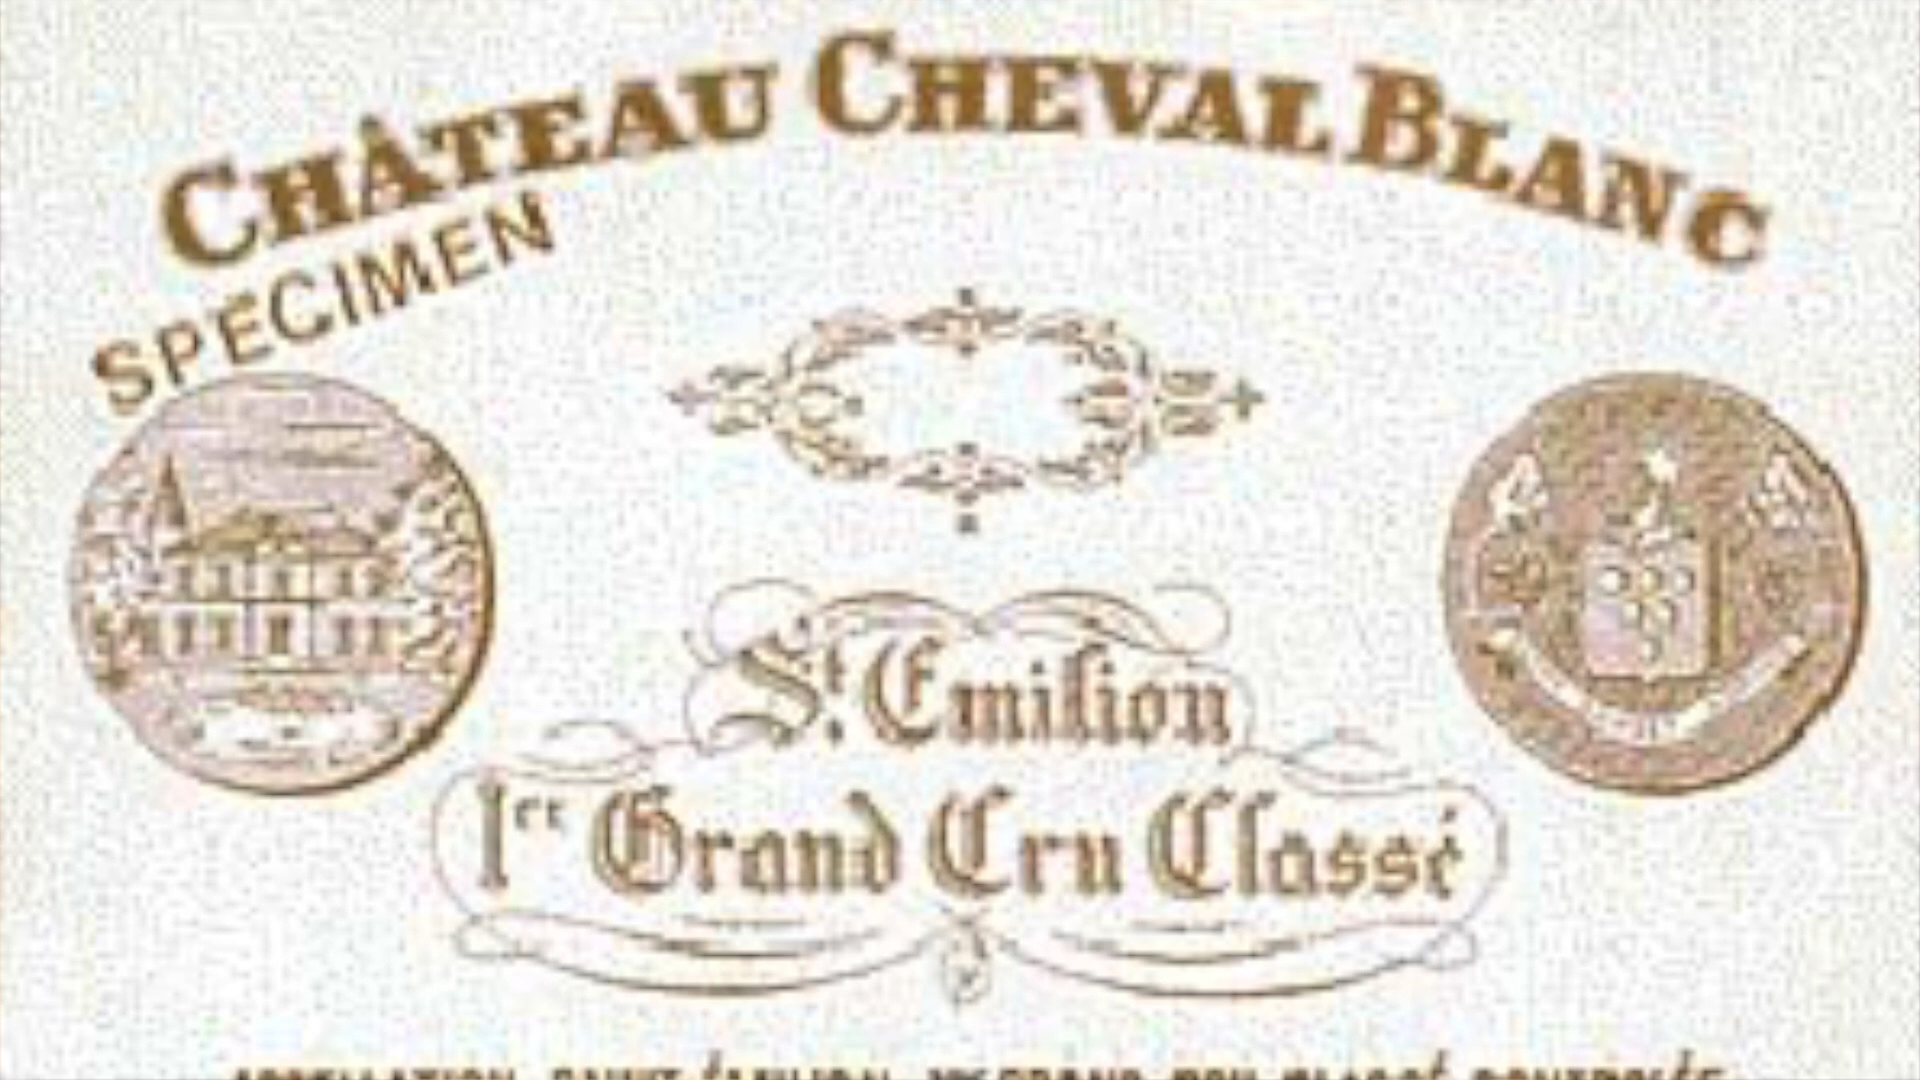 CHÂTEAU CHEVAL BLANC
SPECIMEN
St. Emilion
1er Grand Cru Classé